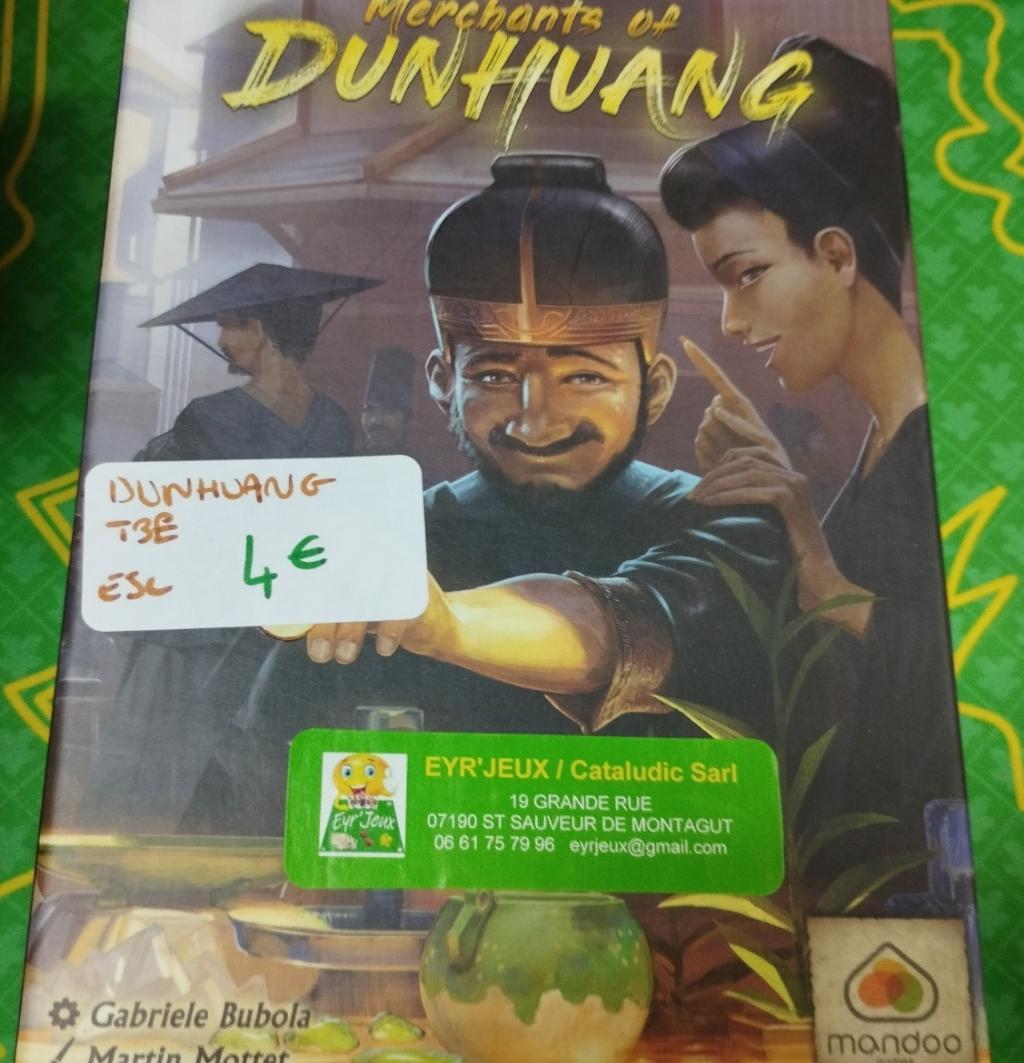 Merchants of
DUNHUANG
DUNHUANG
TBE
ESC
4€
EYR'JEUX / Cataludic Sarl
19 GRANDE RUE
07190 ST SAUVEUR DE MONTAGUT
06 61 75 79 96 eyrjeux@gmail.com
Eyr'Jeux
Gabriele Bubola
Martin Mottet
mandoo